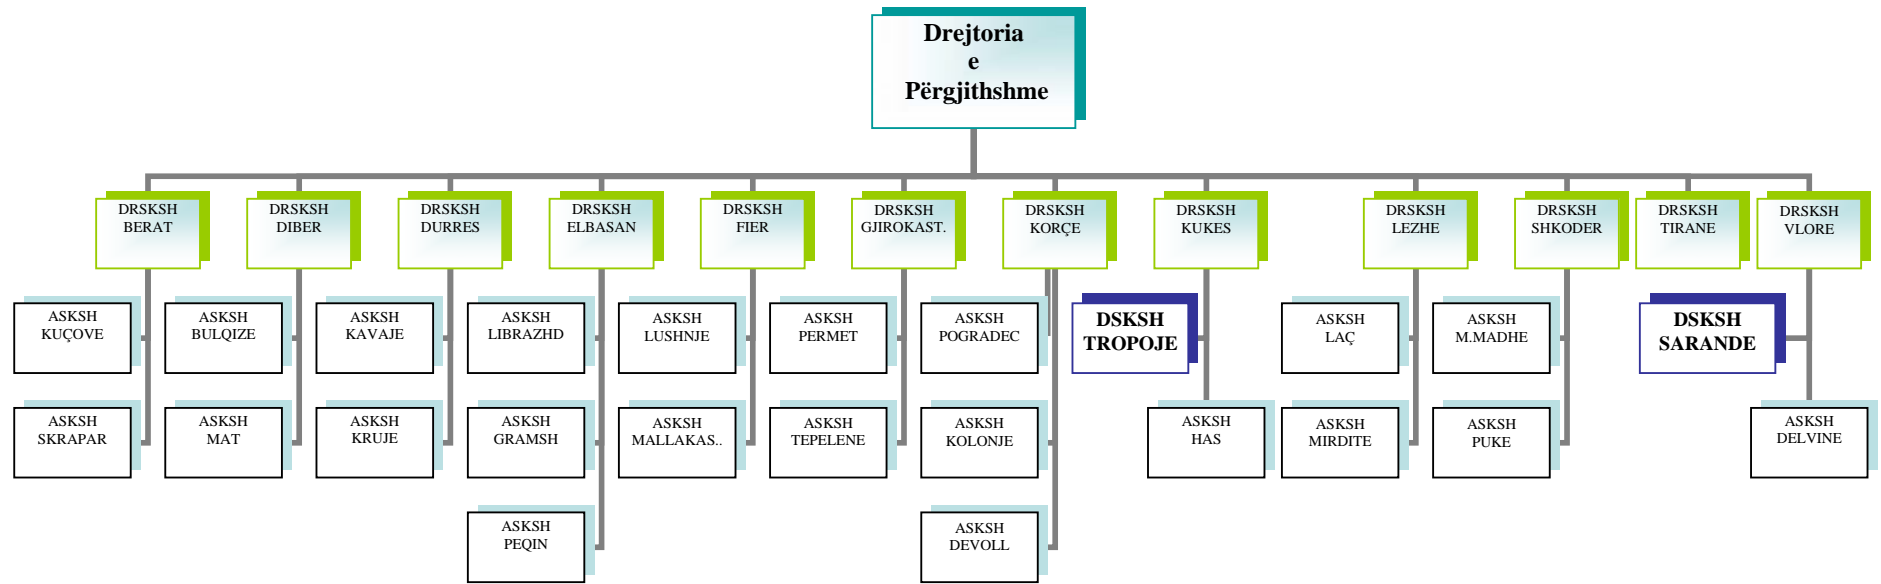 Drejtoria
e
Përgjithshme
DRSKSH
BERAT
DRSKSH
DIBER
DRSKSH
DURRES
DRSKSH
ELBASAN
DRSKSH
FIER
DRSKSH
GJIROKAST.
DRSKSH
KORÇE
DRSKSH
KUKES
DRSKSH
LEZHE
DRSKSH
SHKODER
DRSKSH
TIRANE
DRSKSH
VLORE
ASKSH
KUÇOVE
ASKSH
BULQIZE
ASKSH
KAVAJE
ASKSH
LIBRAZHD
ASKSH
LUSHNJE
ASKSH
PERMET
ASKSH
POGRADEC
DSKSH
TROPOJE
ASKSH
LAÇ
ASKSH
M.MADHE
DSKSH
SARANDE
ASKSH
SKRAPAR
ASKSH
MAT
ASKSH
KRUJE
ASKSH
GRAMSH
ASKSH
MALLAKAS..
ASKSH
TEPELENE
ASKSH
KOLONJE
ASKSH
HAS
ASKSH
MIRDITE
ASKSH
PUKE
ASKSH
DELVINE
ASKSH
PEQIN
ASKSH
DEVOLL